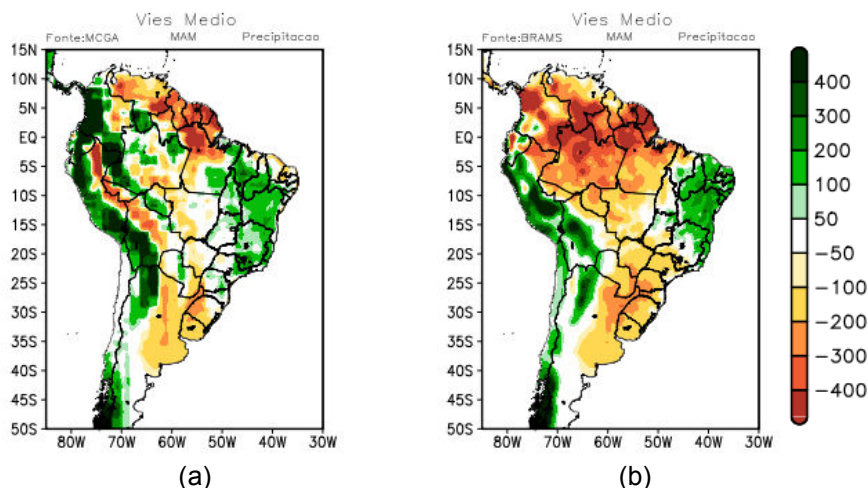 Vies Medio
Fonte:MCGA MAM Precipitacao
15N
10N
5N
EQ
5S
10S
15S
20S
25S
30S
35S
40S
45S
50S
80W 70W 60W 50W 40W 30W
(a)
Vies Medio
Fonte:BRAMS MAM Precipitacao
15N
10N
5N
EQ
5S
10S
15S
20S
25S
30S
35S
40S
45S
50S
80W 70W 60W 50W 40W 30W
(b)
400
300
200
100
50
−50
−100
−200
−300
−400